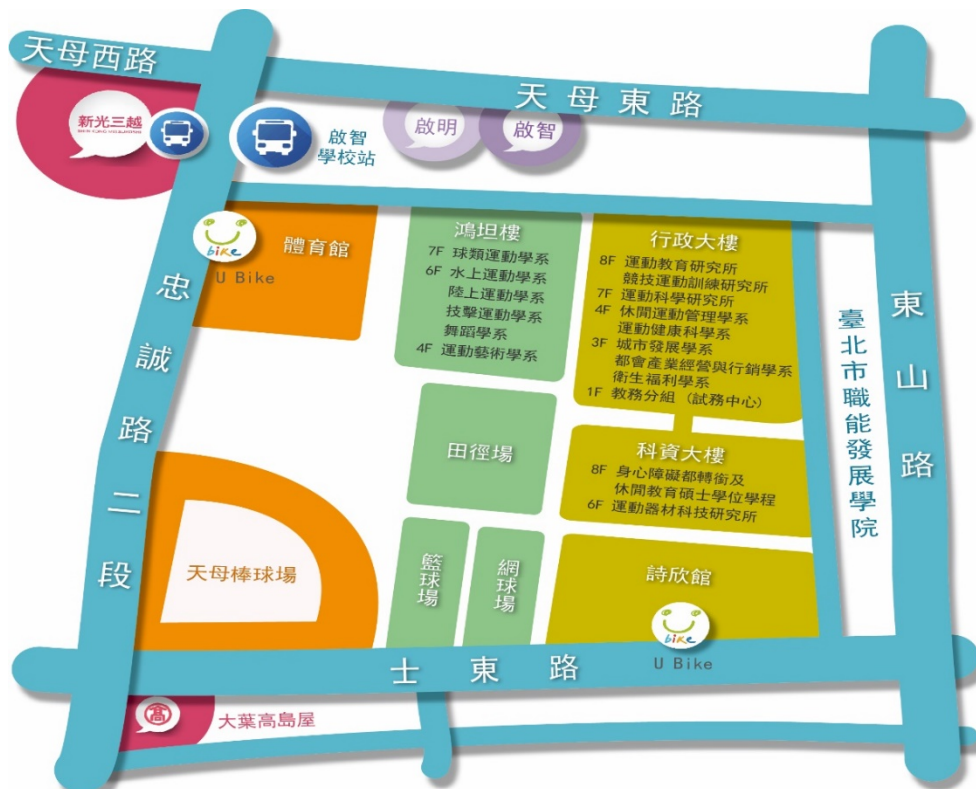 天母西路
天母東路
新光三越
啟智
學校站
啟明
啟智
bike
U Bike
體育館
鴻坦樓
7F 球類運動學系
6F 水上運動學系
陸上運動學系
技擊運動學系
舞蹈學系
4F 運動藝術學系
行政大樓
8F 運動教育研究所
競技運動訓練研究所
7F 運動科學研究所
4F 休閒運動管理學系
運動健康科學系
3F 城市發展學系
都會產業經營與行銷學系
衛生福利學系
1F 教務分組（試務中心）
忠誠路二段
東山路
臺北市職能發展學院
田徑場
科資大樓
8F 身心障礙都轉銜及
休閒教育碩士學位學程
6F 運動器材科技研究所
天母棒球場
籃球場
網球場
詩欣館
bike
U Bike
士東路
高
大葉高島屋